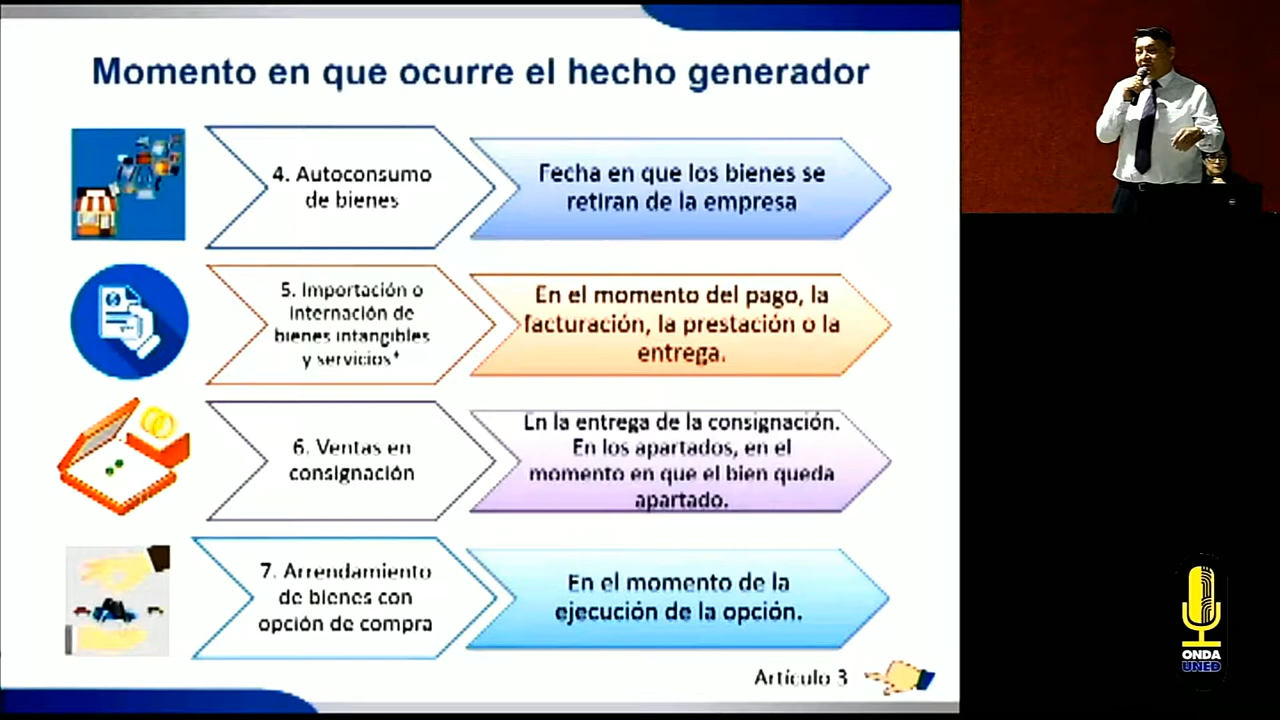 Momento en que ocurre el hecho generador
4. Autoconsumo
de bienes
Fecha en que los bienes se
retiran de la empresa
5. Importación o
internación de
bienes intangibles
y servicios*
En el momento del pago, la
facturación, la prestación o la
entrega.
6. Ventas en
consignación
En la entrega de la consignación.
En los apartados, en el
momento en que el bien queda
apartado.
7. Arrendamiento
de bienes con
opción de compra
En el momento de la
ejecución de la opción.
Artículo 3
ONDA
UNED